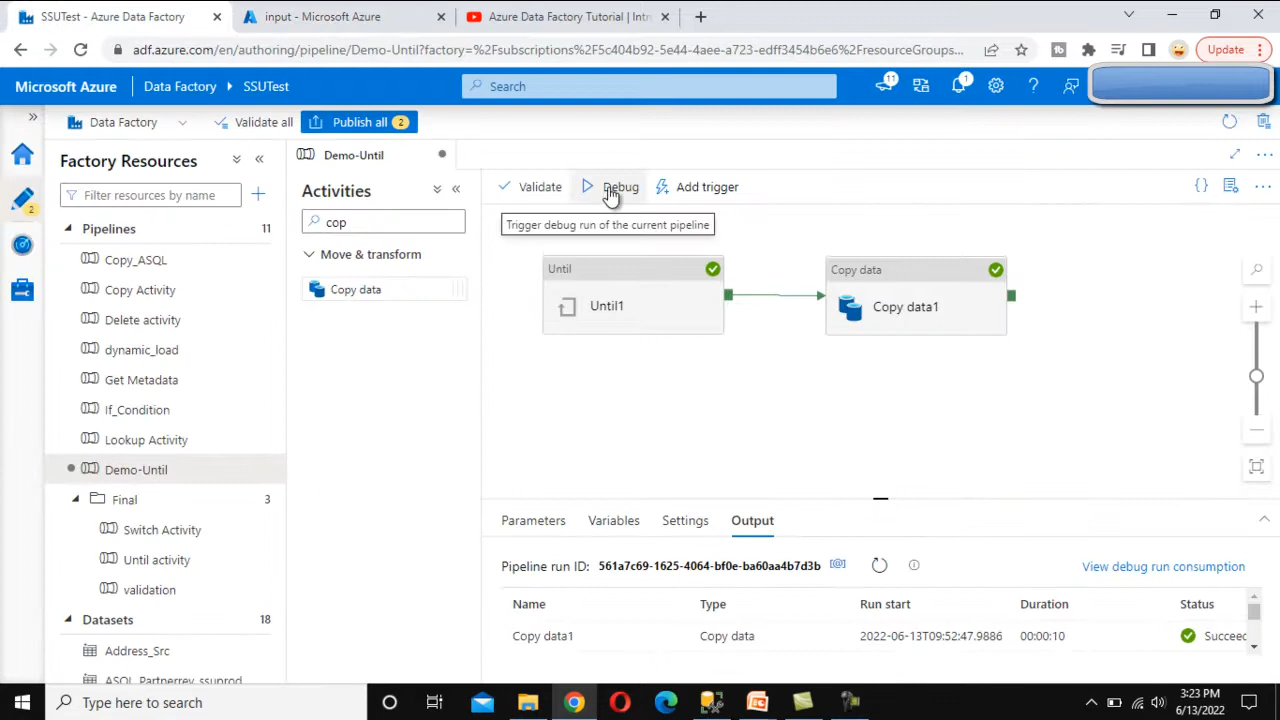 SSUTest - Azure Data Factory
input - Microsoft Azure
Azure Data Factory Tutorial | Intr
adf.azure.com/en/authoring/pipeline/Demo-Until?factory=%2Fsubscriptions%2F5c404b92-5e44-4aee-a723-edff3454b6e6%2FresourceGroups...
Update
Microsoft Azure
Data Factory
SSUTest
Search
11
1
Data Factory
Validate all
Publish all 2
Factory Resources
Filter resources by name
Pipelines 11
Copy_ASQL
Copy Activity
Delete activity
dynamic_load
Get Metadata
If_Condition
Lookup Activity
Demo-Until
Final 3
Switch Activity
Until activity
validation
Datasets 18
Address_Src
ASQL_Partnerrey_ssuprod
2
Demo-Until
Activities
cop
Move & transform
Copy data
Validate
Debug
Add trigger
Trigger debug run of the current pipeline
Until
Until1
Copy data
Copy data1
Parameters
Variables
Settings
Output
Pipeline run ID: 561a7c69-1625-4064-bf0e-ba60aa4b7d3b
View debug run consumption
Name Type Run start Duration Status
Copy data1 Copy data 2022-06-13T09:52:47.9886 00:00:10 Succeec
Type here to search
3:23 PM
6/13/2022